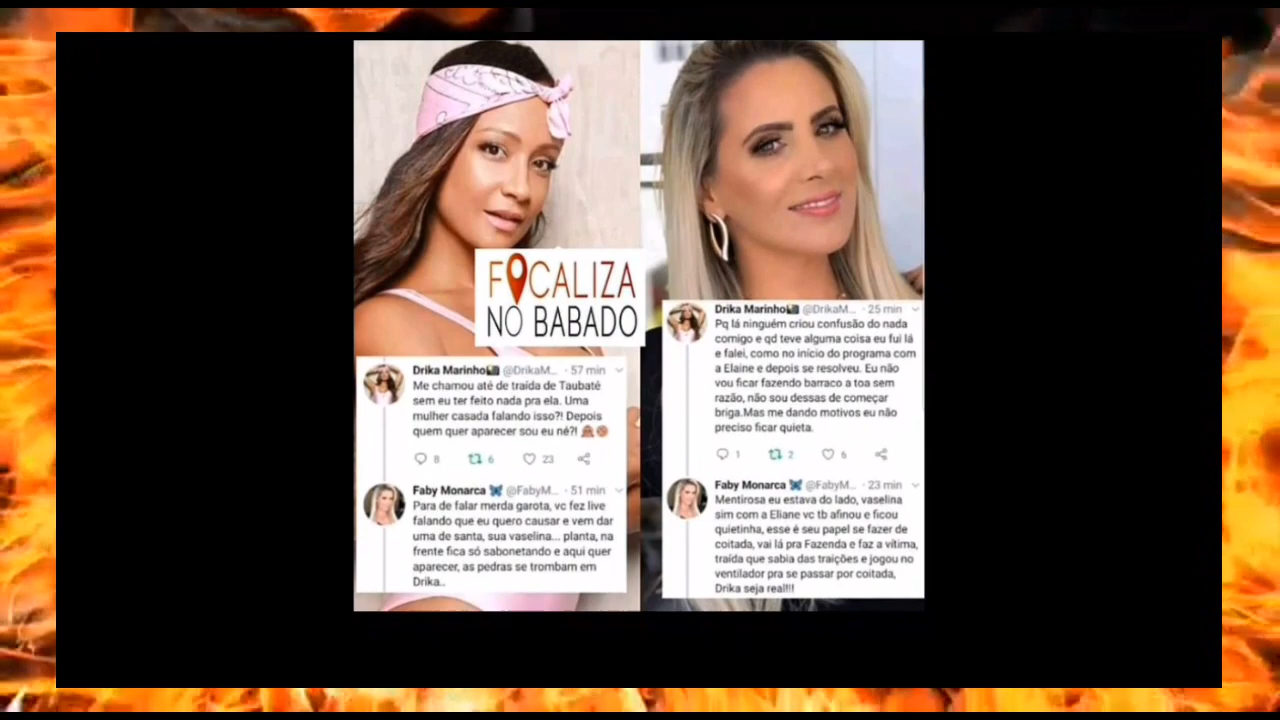 FOCALIZA
NO BABADO
Drika Marinho @DrikaM... · 57 min
Me chamou até de traída de Taubaté
sem eu ter feito nada pra ela. Uma
mulher casada falando isso?! Depois
quem quer aparecer sou eu né?!
8 6 23
Faby Monarca @FabyM... · 51 min
Para de falar merda garota, vc fez live
falando que eu quero causar e vem dar
uma de santa, sua vaselina... planta, na
frente fica só sabonetando e aqui quer
aparecer, as pedras se trombam em
Drika..
Drika Marinho @DrikaM... · 25 min
Pq lá ninguém criou confusão do nada
comigo e qd teve alguma coisa eu fui lá
e falei, como no início do programa com
a Elaine e depois se resolveu. Eu não
vou ficar fazendo barraco a toa sem
razão, não sou dessas de começar
briga.Mas me dando motivos eu não
preciso ficar quieta.
1 2 6
Faby Monarca @FabyM... · 23 min
Mentirosa eu estava do lado, vaselina
sim com a Eliane vc tb afinou e ficou
quietinha, esse é seu papel se fazer de
coitada, vai lá pra Fazenda e faz a vítima,
traída que sabia das traições e jogou no
ventilador pra se passar por coitada,
Drika seja real!!!